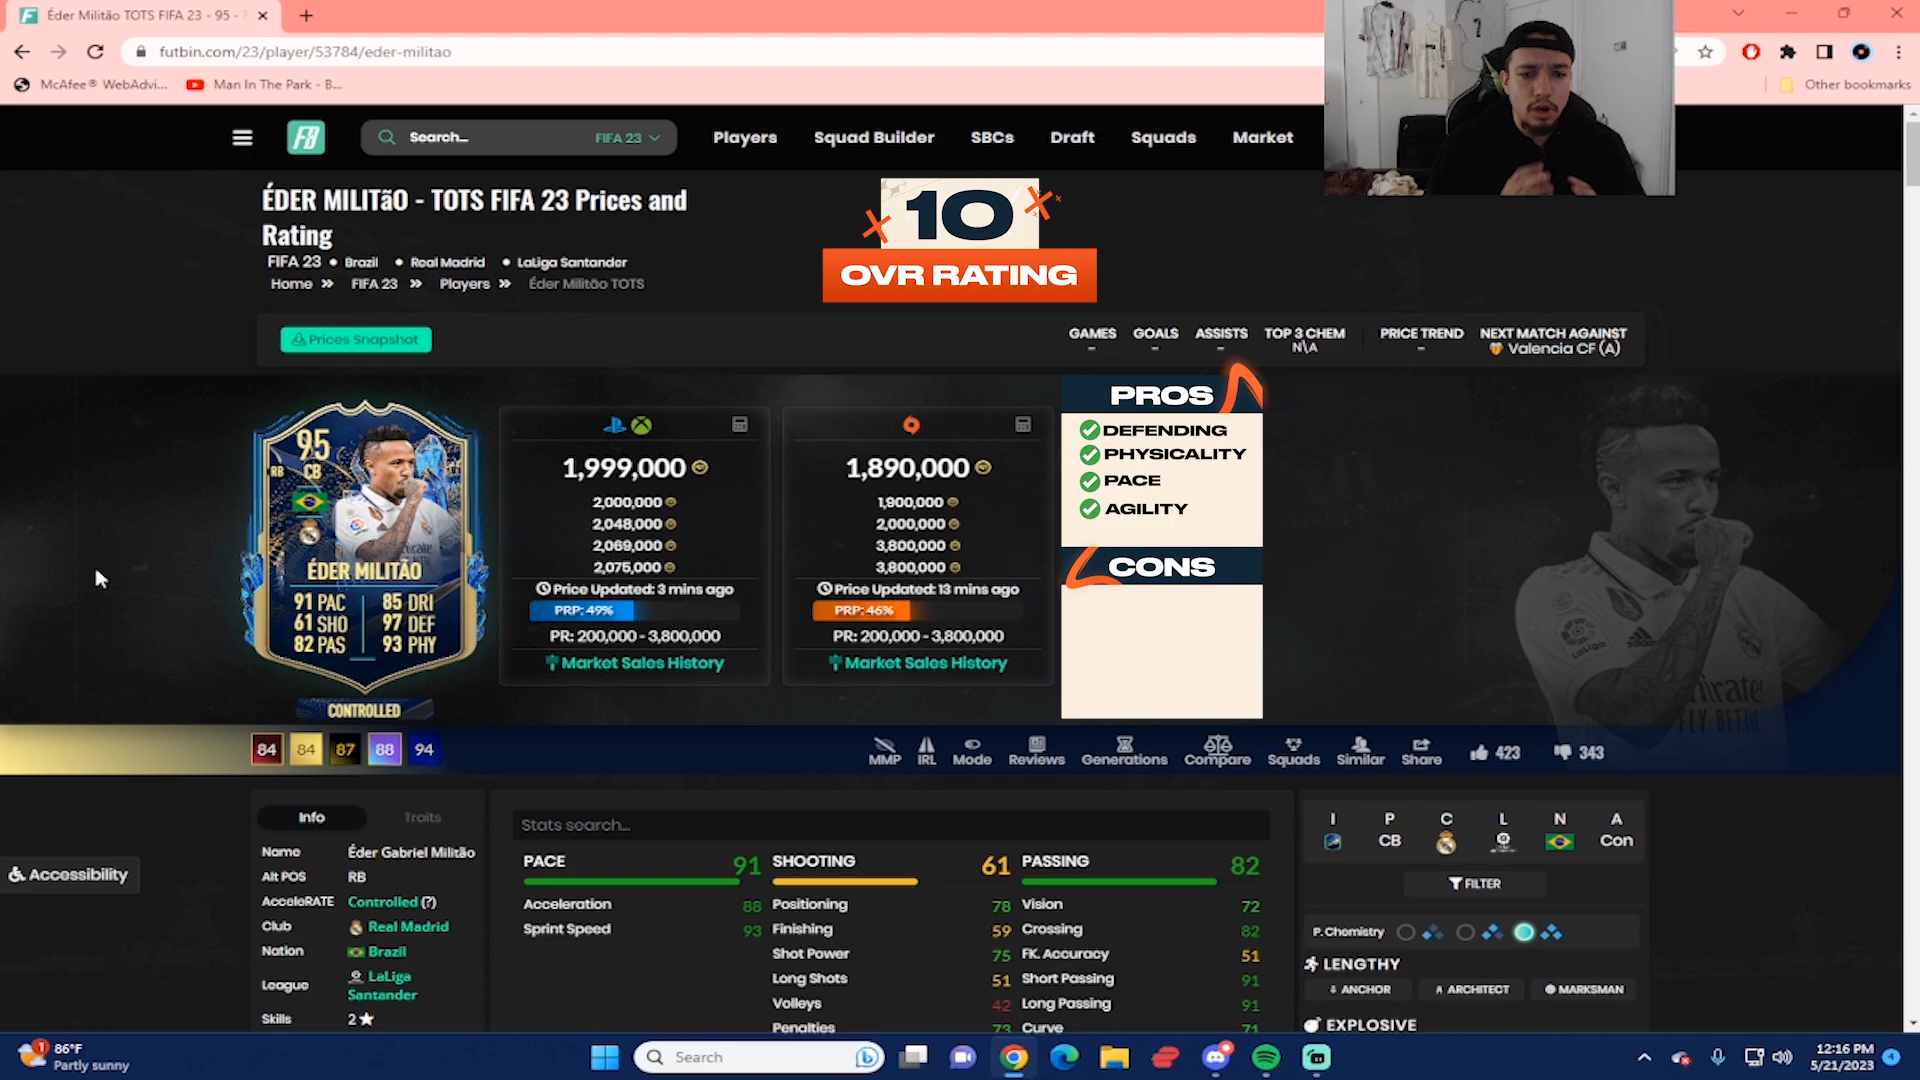 Éder Militão TOTS FIFA 23 - 95 - F
futbin.com/23/player/53784/eder-militao
McAfee® WebAdvi...
Man In The Park - B...
Other bookmarks
Search...
FIFA 23
Players
Squad Builder
SBCs
Draft
Squads
Market
ÉDER MILITãO - TOTS FIFA 23 Prices and
Rating
FIFA 23 • Brazil • Real Madrid • LaLiga Santander
Home » FIFA 23 » Players » Éder Militão TOTS
10
OVR RATING
Prices Snapshot
GAMES
-
GOALS
-
ASSISTS
-
TOP 3 CHEM
N\A
PRICE TREND
-
NEXT MATCH AGAINST
Valencia CF (A)
95
RB
CB
ÉDER MILITÃO
91 PAC 85 DRI
61 SHO 97 DEF
82 PAS 93 PHY
CONTROLLED
1,999,000
2,000,000
2,048,000
2,069,000
2,075,000
Price Updated: 3 mins ago
PRP: 49%
PR: 200,000 - 3,800,000
Market Sales History
1,890,000
1,900,000
2,000,000
3,800,000
3,800,000
Price Updated: 13 mins ago
PRP: 46%
PR: 200,000 - 3,800,000
Market Sales History
PROS
DEFENDING
PHYSICALITY
PACE
AGILITY
CONS
LaLiga
Emirates
FLY BETTER
84 84 87 88 94
MMP
IRL
Mode
Reviews
Generations
Compare
Squads
Similar
Share
423
343
Info Traits
Name Éder Gabriel Militão
Alt POS RB
AcceleRATE Controlled (?)
Club Real Madrid
Nation Brazil
League LaLiga
Santander
Skills 2
Stats search...
PACE 91
Acceleration 88
Sprint Speed 93
SHOOTING 61
Positioning 78
Finishing 59
Shot Power 75
Long Shots 51
Volleys 42
Penalties 73
PASSING 82
Vision 72
Crossing 82
FK. Accuracy 51
Short Passing 91
Long Passing 91
Curve 71
I P C L N A
CB Con
FILTER
P. Chemistry
LENGTHY
ANCHOR ARCHITECT MARKSMAN
EXPLOSIVE
Accessibility
1
86°F
Partly sunny
Search
12:16 PM
5/21/2023
4